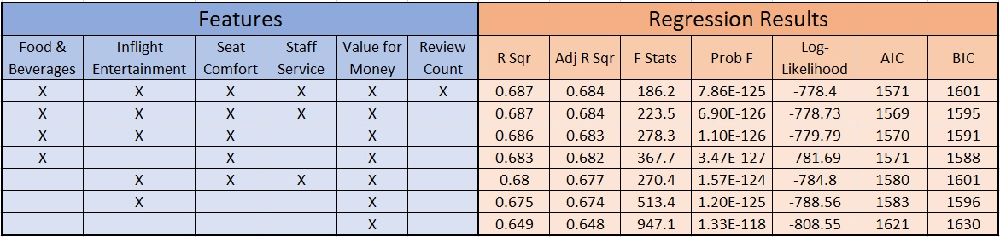 Features Regression Results
Food & Beverages Inflight Entertainment Seat Comfort Staff Service Value for Money Review Count R Sqr Adj R Sqr F Stats Prob F Log-Likelihood AIC BIC
X X X X X X 0.687 0.684 186.2 7.86E-125 -778.4 1571 1601
X X X X X 0.687 0.684 223.5 6.90E-126 -778.73 1569 1595
X X X X 0.686 0.683 278.3 1.10E-126 -779.79 1570 1591
X X X 0.683 0.682 367.7 3.47E-127 -781.69 1571 1588
X X X X 0.68 0.677 270.4 1.57E-124 -784.8 1580 1601
X X 0.675 0.674 513.4 1.20E-125 -788.56 1583 1596
X 0.649 0.648 947.1 1.33E-118 -808.55 1621 1630